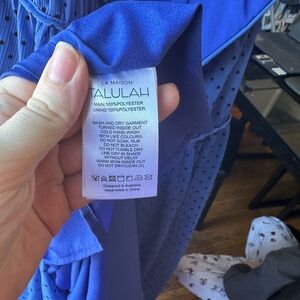 LA MAISON
TALULAH
MAIN:100%POLYESTER
LINING:100%POLYESTER
WASH AND DRY GARMENT
TURNED INSIDE OUT
COLD HAND WASH
WITH LIKE COLOURS
DO NOT SOAK, RUB
DO NOT BLEACH
DO NOT TUMBLE DRY
LINE DRY IN SHADE
WITHOUT DELAY
WARM IRON INSIDE OUT
DO NOT DRYCLEAN (X)
Designed in Australia
Assembled in China